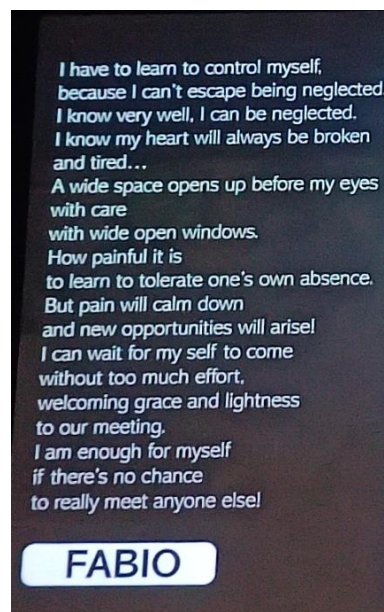 I have to learn to control myself,
because I can't escape being neglected.
I know very well, I can be neglected.
I know my heart will always be broken
and tired...
A wide space opens up before my eyes
with care
with wide open windows.
How painful it is
to learn to tolerate one's own absence.
But pain will calm down
and new opportunities will arise!
I can wait for my self to come
without too much effort,
welcoming grace and lightness
to our meeting.
I am enough for myself
if there's no chance
to really meet anyone else!
FABIO